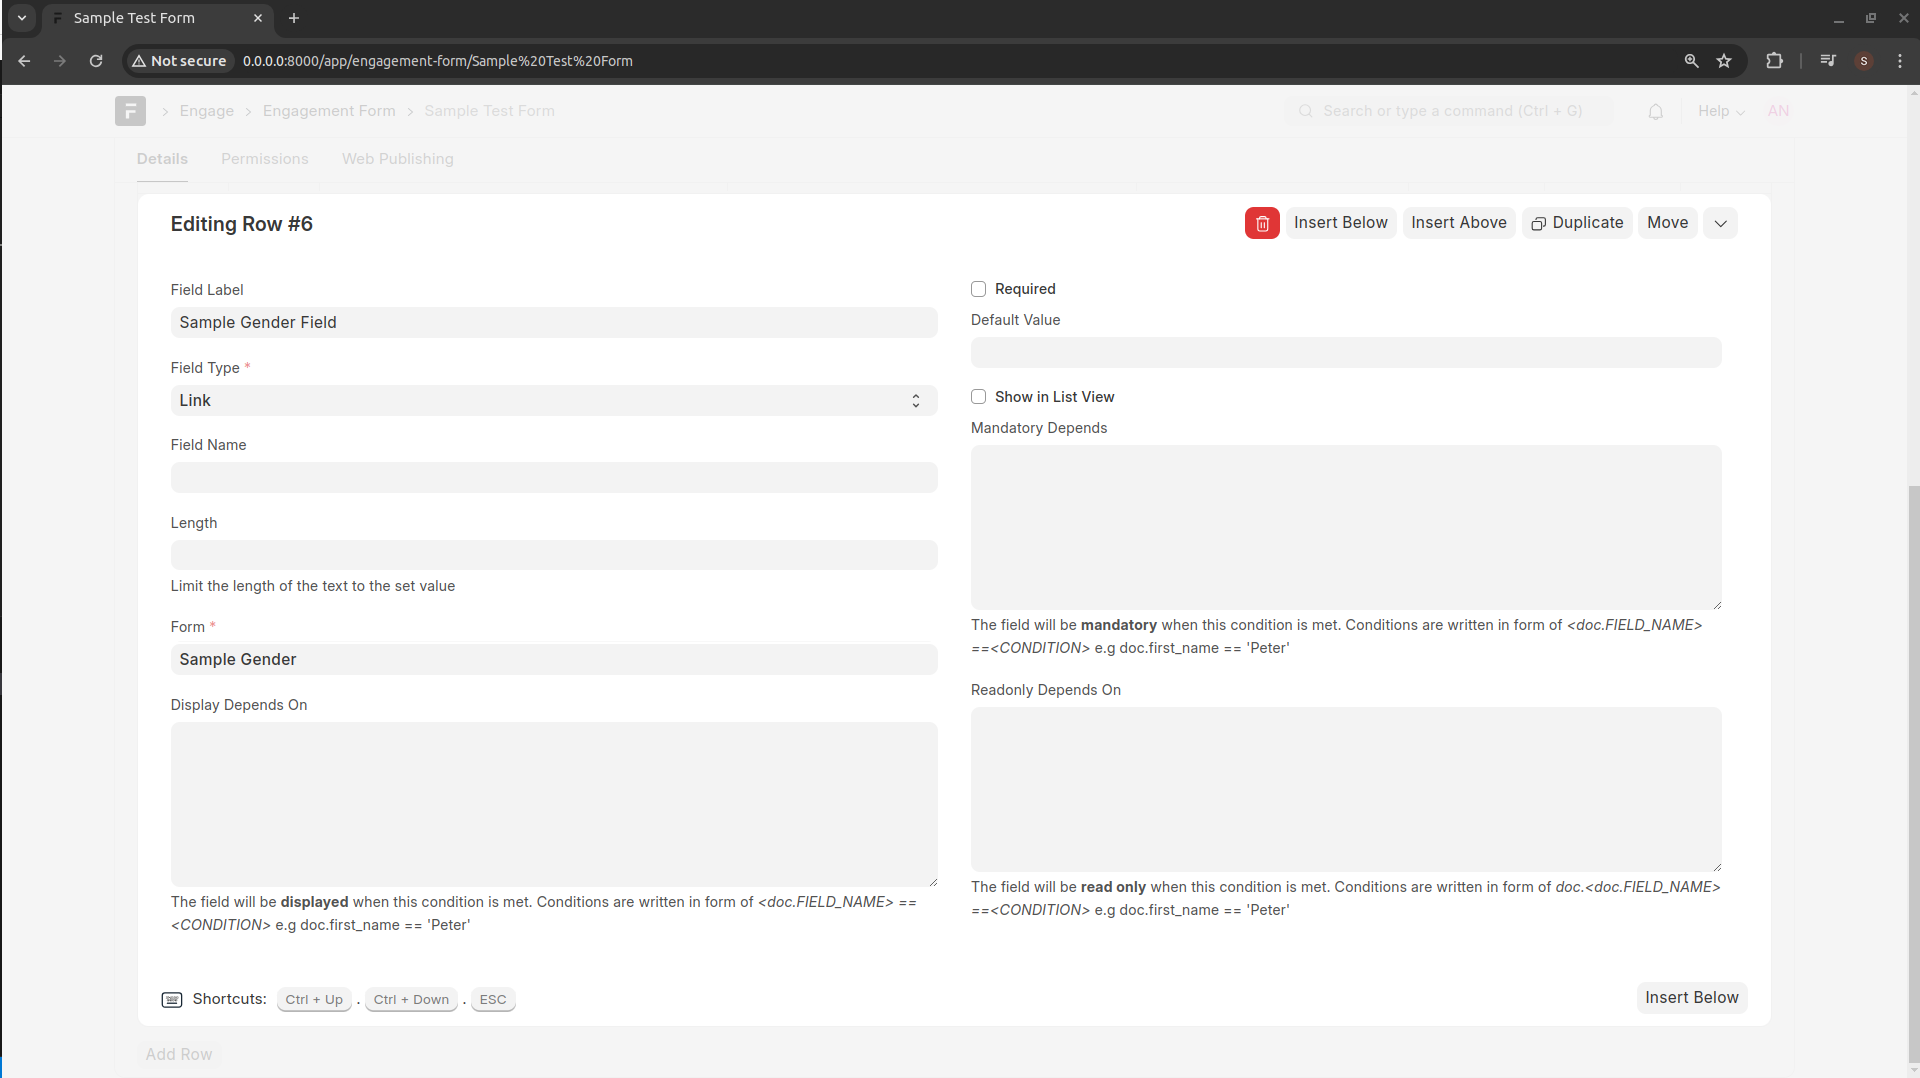 Sample Test Form
Not secure
0.0.0.0:8000/app/engagement-form/Sample%20Test%20Form
S
Engage
Engagement Form
Sample Test Form
Search or type a command (Ctrl + G)
Help
AN
Details
Permissions
Web Publishing
Editing Row #6
Insert Below
Insert Above
Duplicate
Move
Field Label
Sample Gender Field
Field Type *
Link
Field Name
Length
Limit the length of the text to the set value
Form *
Sample Gender
Display Depends On
The field will be displayed when this condition is met. Conditions are written in form of <doc.FIELD_NAME> ==
<CONDITION> e.g doc.first_name == 'Peter'
Required
Default Value
Show in List View
Mandatory Depends
The field will be mandatory when this condition is met. Conditions are written in form of <doc.FIELD_NAME>
==<CONDITION> e.g doc.first_name == 'Peter'
Readonly Depends On
The field will be read only when this condition is met. Conditions are written in form of doc.<doc.FIELD_NAME>
==<CONDITION> e.g doc.first_name == 'Peter'
Shortcuts: Ctrl + Up . Ctrl + Down . ESC
Insert Below
Add Row